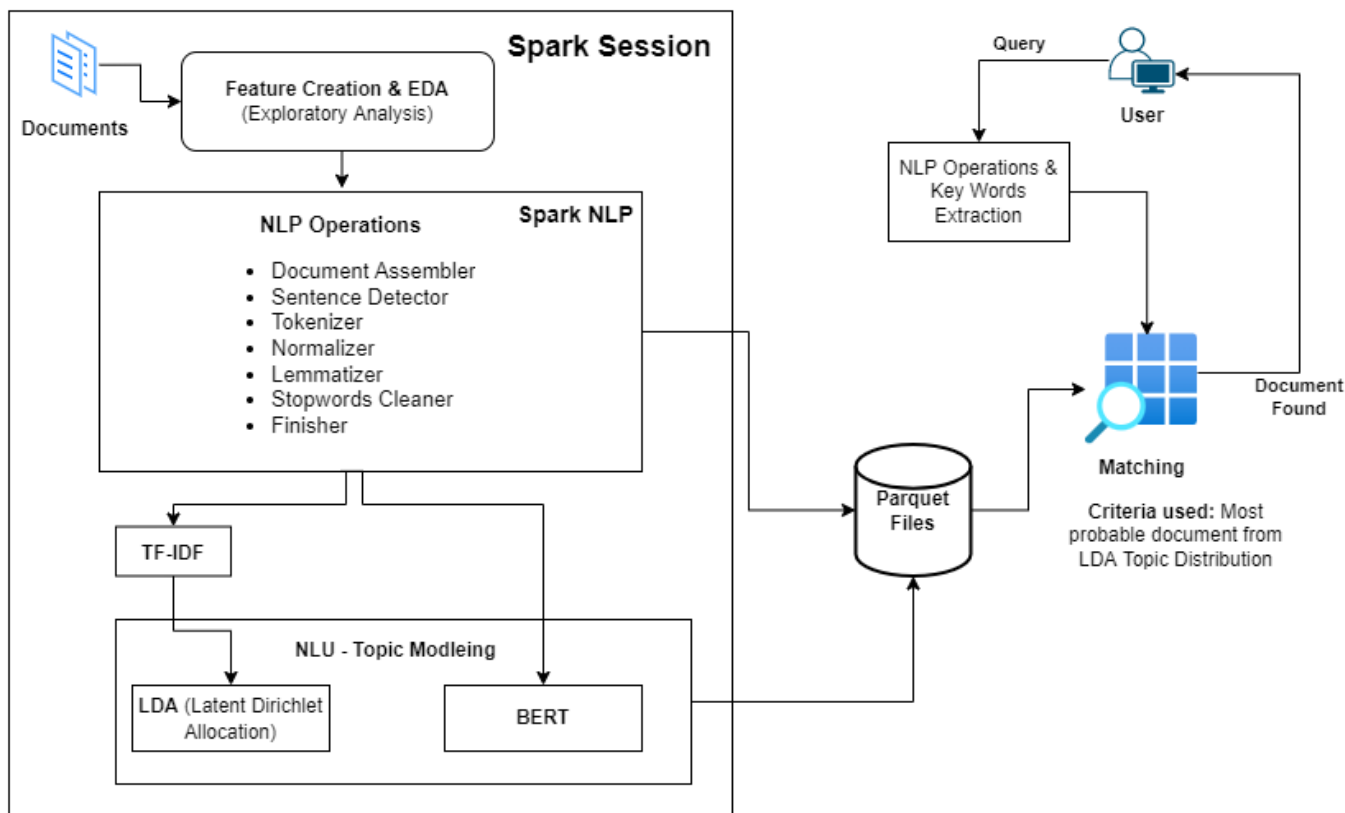 Spark Session
Documents
Feature Creation & EDA
(Exploratory Analysis)
Spark NLP
NLP Operations
• Document Assembler
• Sentence Detector
• Tokenizer
• Normalizer
• Lemmatizer
• Stopwords Cleaner
• Finisher
TF-IDF
NLU - Topic Modleing
LDA (Latent Dirichlet
Allocation)
BERT
Parquet
Files
Query
User
NLP Operations &
Key Words
Extraction
Document
Found
Matching
Criteria used: Most
probable document from
LDA Topic Distribution